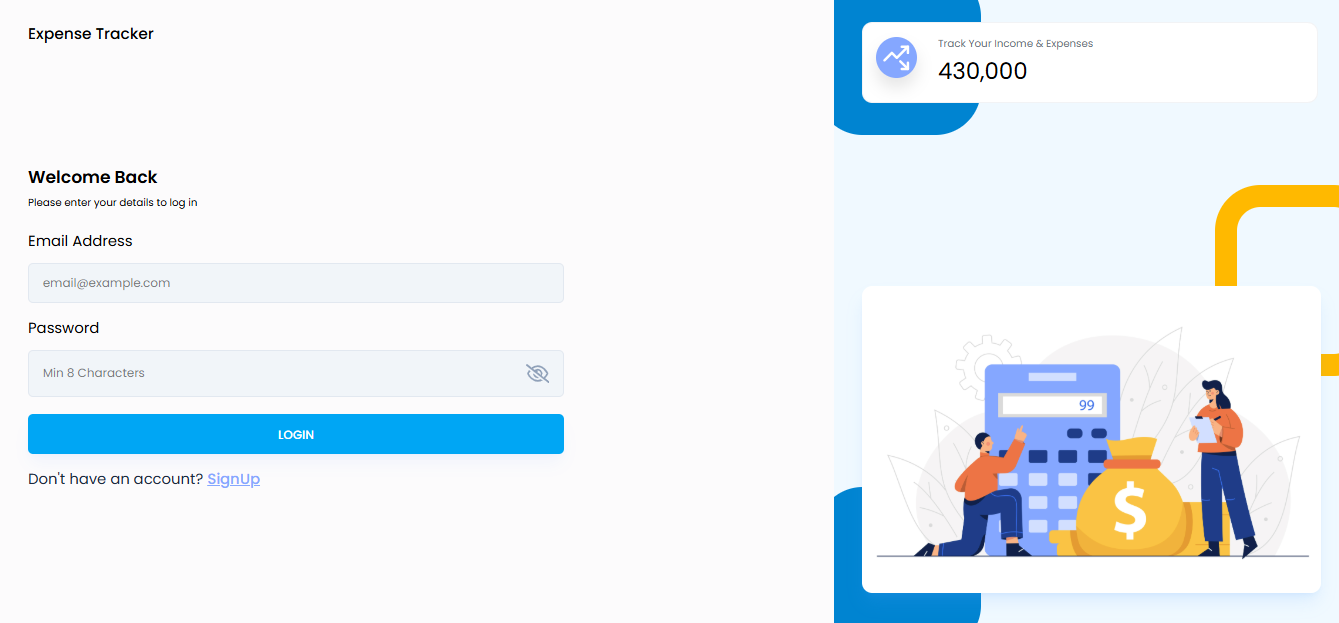 Expense Tracker
Welcome Back
Please enter your details to log in
Email Address
email@example.com
Password
Min 8 Characters
LOGIN
Don't have an account? SignUp
Track Your Income & Expenses
430,000
99
$